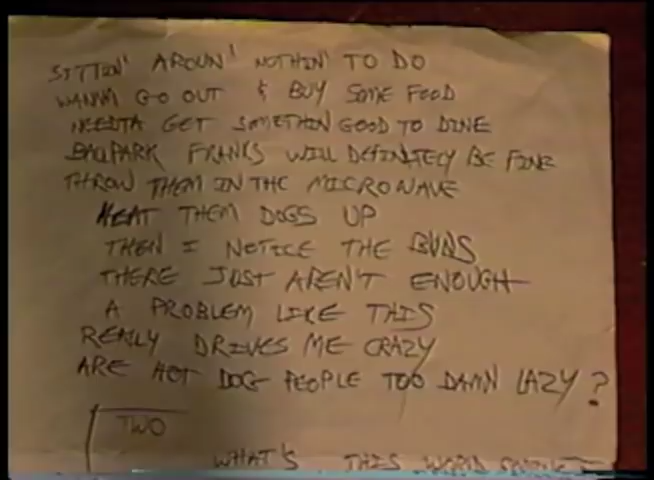 SITTIN' AROUN' NOTHIN' TO DO
WANNA GO OUT & BUY SOME FOOD
NEEDTA GET SOMETHIN GOOD TO DINE
BALLPARK FRANKS WILL DEFINITELY BE FINE
THROW THEM IN THE MICROWAVE
HEAT THEM DOGS UP
THEN I NOTICE THE BUNS
THERE JUST AREN'T ENOUGH
A PROBLEM LIKE THIS
REALLY DRIVES ME CRAZY
ARE HOT DOG PEOPLE TOO DAMN LAZY?
TWO
WHAT'S THIS WORLD